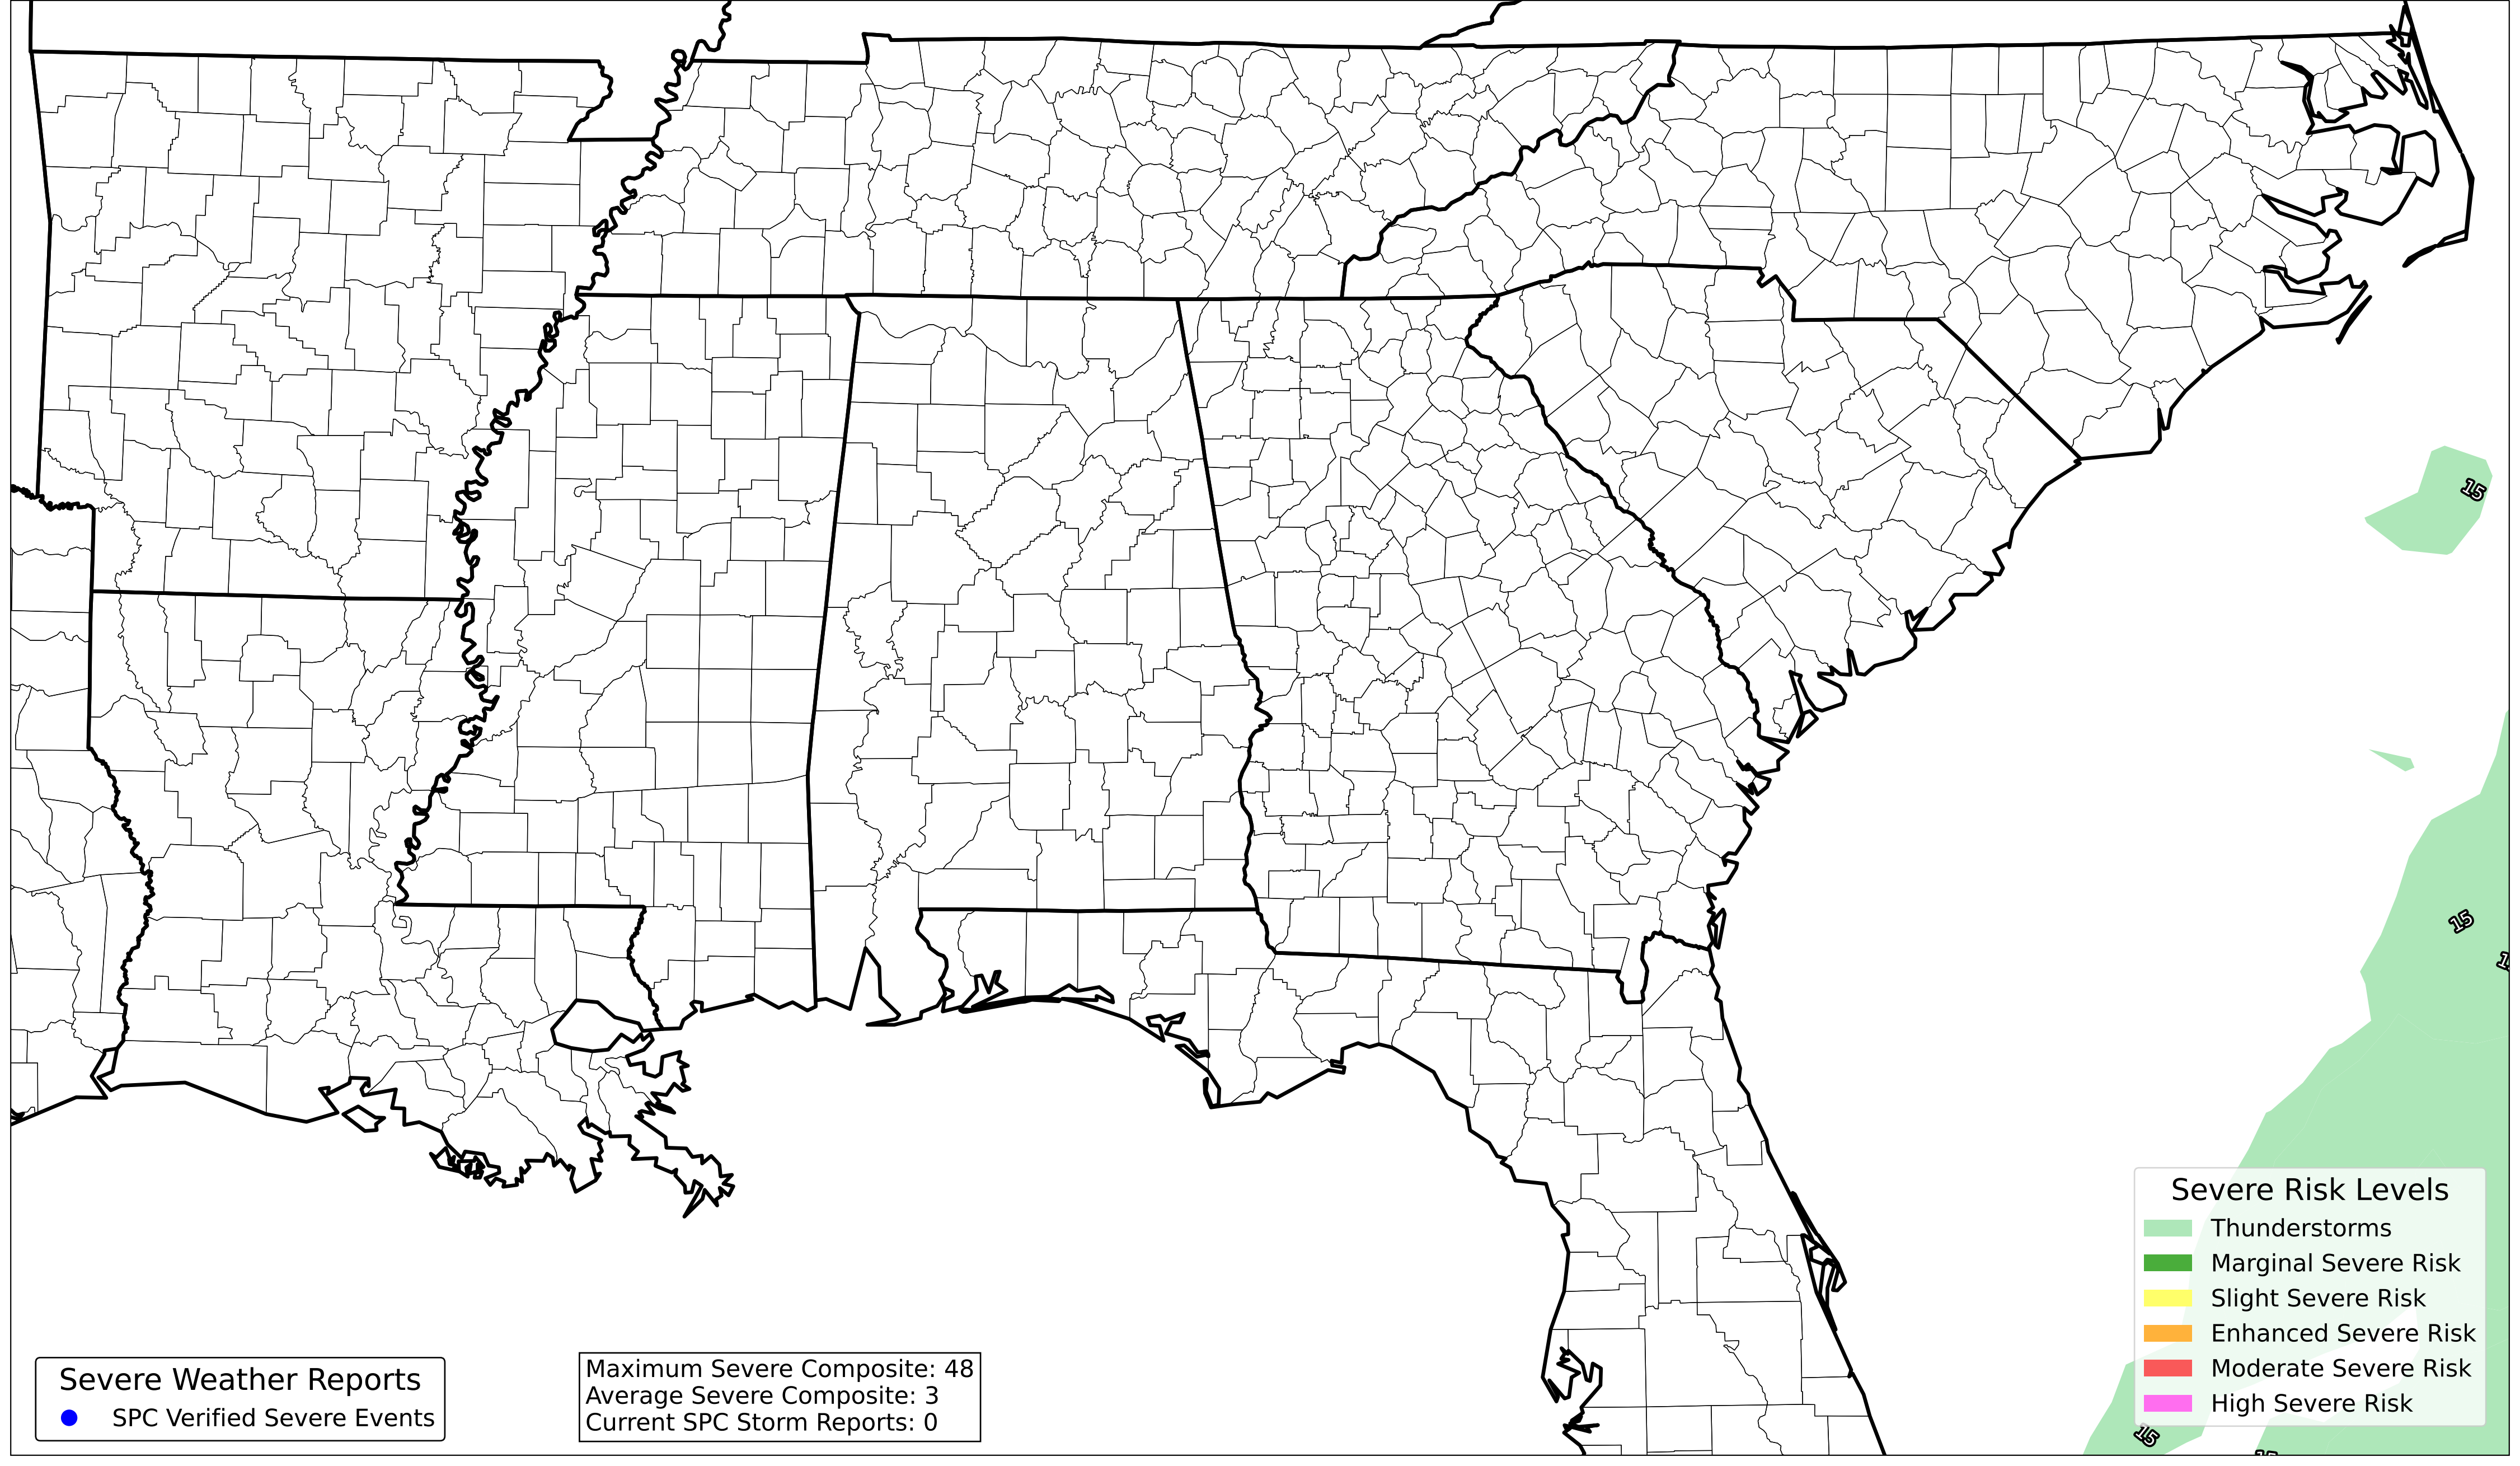 15
15
Severe Risk Levels
Thunderstorms
Marginal Severe Risk
Slight Severe Risk
Enhanced Severe Risk
Moderate Severe Risk
High Severe Risk
Severe Weather Reports
SPC Verified Severe Events
Maximum Severe Composite: 48
Average Severe Composite: 3
Current SPC Storm Reports: 0
15